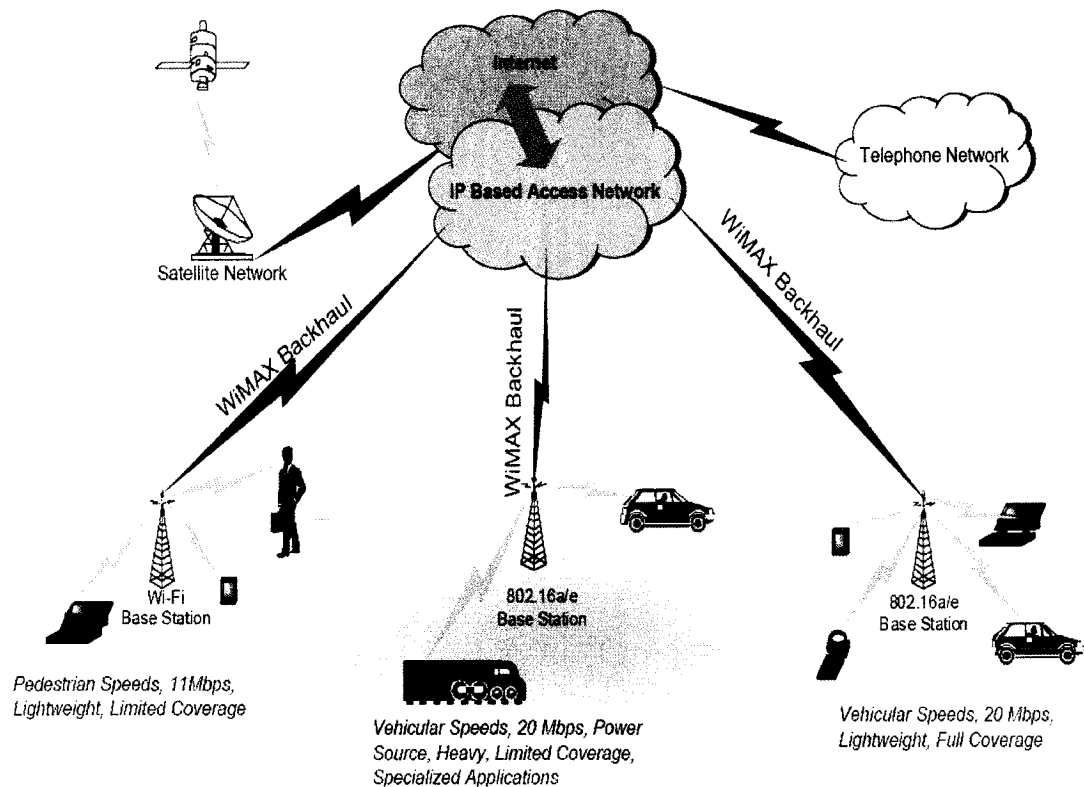 Internet
Telephone Network
IP Based Access Network
Satellite Network
WiMAX Backhaul
WiMAX Backhaul
WiMAX Backhaul
Wi-Fi
Base Station
802.16a/e
Base Station
802.16a/e
Base Station
Pedestrian Speeds, 11Mbps,
Lightweight, Limited Coverage
Vehicular Speeds, 20 Mbps, Power
Source, Heavy, Limited Coverage,
Specialized Applications
Vehicular Speeds, 20 Mbps,
Lightweight, Full Coverage